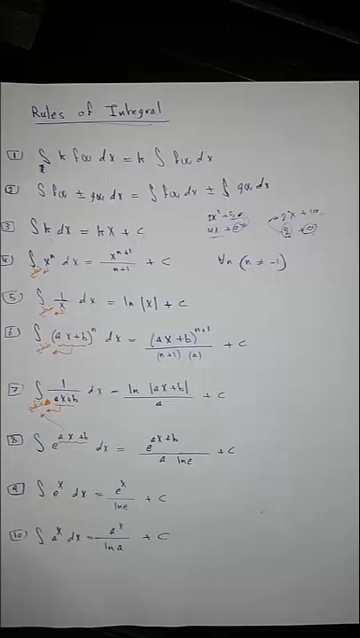 Rules of Integral
1 ∫ k f(x) dx = k ∫ f(x) dx
2 ∫ f(x) ± g(x) dx = ∫ f(x) dx ± ∫ g(x) dx
3 ∫ k dx = kx + c
4 ∫ xⁿ dx = xⁿ⁺¹/n+1 + c ∀n (n ≠ -1)
5 ∫ 1/x dx = ln |x| + c
6 ∫ (ax+b)ⁿ dx = (ax+b)ⁿ⁺¹/(n+1) (a) + c
7 ∫ 1/ax+b dx - ln |ax+b|/a + c
8 ∫ e^ax+b dx = e^ax+b/a lne + c
9 ∫ eˣ dx = eˣ/lne + c
10 ∫ aˣ dx = aˣ/lna + c